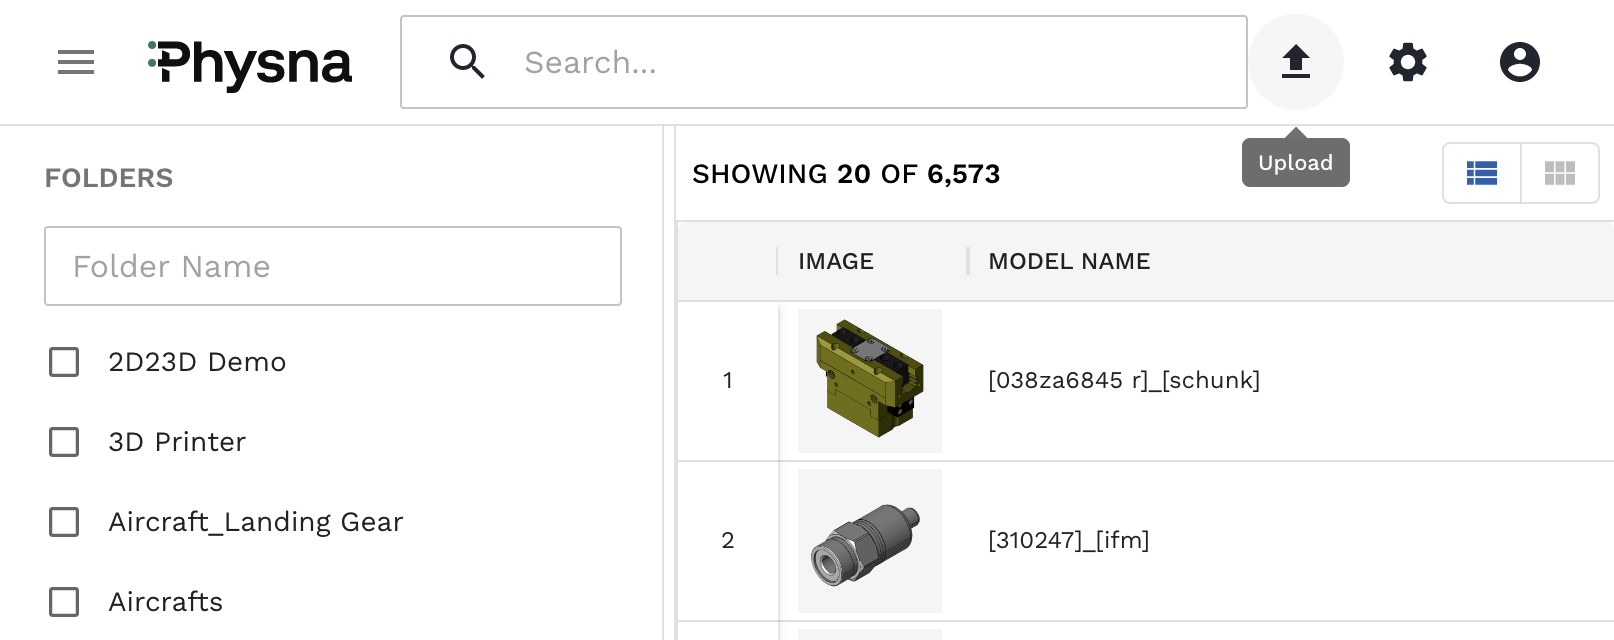 Physna
Search...
Upload
FOLDERS
Folder Name
2D23D Demo
3D Printer
Aircraft_Landing Gear
Aircrafts
SHOWING 20 OF 6,573
IMAGE MODEL NAME
1 [038za6845 r]_[schunk]
2 [310247]_[ifm]